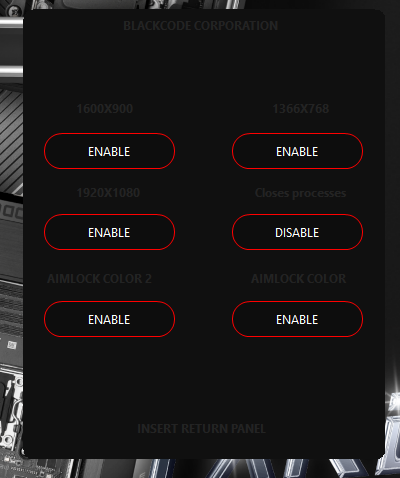 BLACKCODE CORPORATION
1600X900 1366X768
ENABLE ENABLE
1920X1080 Closes processes
ENABLE DISABLE
AIMLOCK COLOR 2 AIMLOCK COLOR
ENABLE ENABLE
INSERT RETURN PANEL